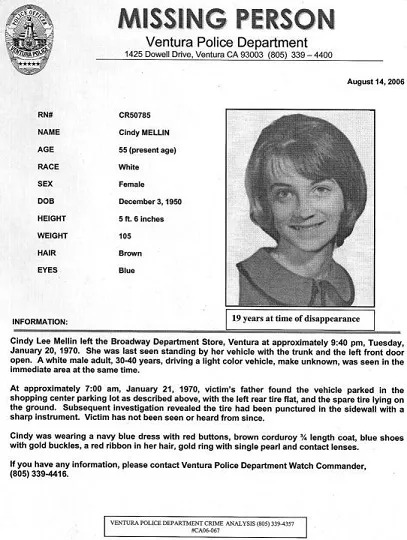 MISSING PERSON
Ventura Police Department
1425 Dowell Drive, Ventura CA 93003 (805) 339 – 4400
August 14, 2006
RN# CR50785
NAME Cindy MELLIN
AGE 55 (present age)
RACE White
SEX Female
DOB December 3, 1950
HEIGHT 5 ft. 6 inches
WEIGHT 105
HAIR Brown
EYES Blue
19 years at time of disappearance
INFORMATION:
Cindy Lee Mellin left the Broadway Department Store, Ventura at approximately 9:40 pm, Tuesday,
January 20, 1970. She was last seen standing by her vehicle with the trunk and the left front door
open. A white male adult, 30-40 years, driving a light color vehicle, make unknown, was seen in the
immediate area at the same time.
At approximately 7:00 am, January 21, 1970, victim's father found the vehicle parked in the
shopping center parking lot as described above, with the left rear tire flat, and the spare tire lying
on the ground. Subsequent investigation revealed the tire had been punctured in the sidewall with a
sharp instrument. Victim has not been seen or heard from since.
Cindy was wearing a navy blue dress with red buttons, brown corduroy ¾ length coat, blue shoes
with gold buckles, a red ribbon in her hair, gold ring with single pearl and contact lenses.
If you have any information, please contact Ventura Police Department Watch Commander,
(805) 339-4416.
VENTURA POLICE DEPARTMENT CRIME ANALYSIS (805) 339-4357
#CA06-067